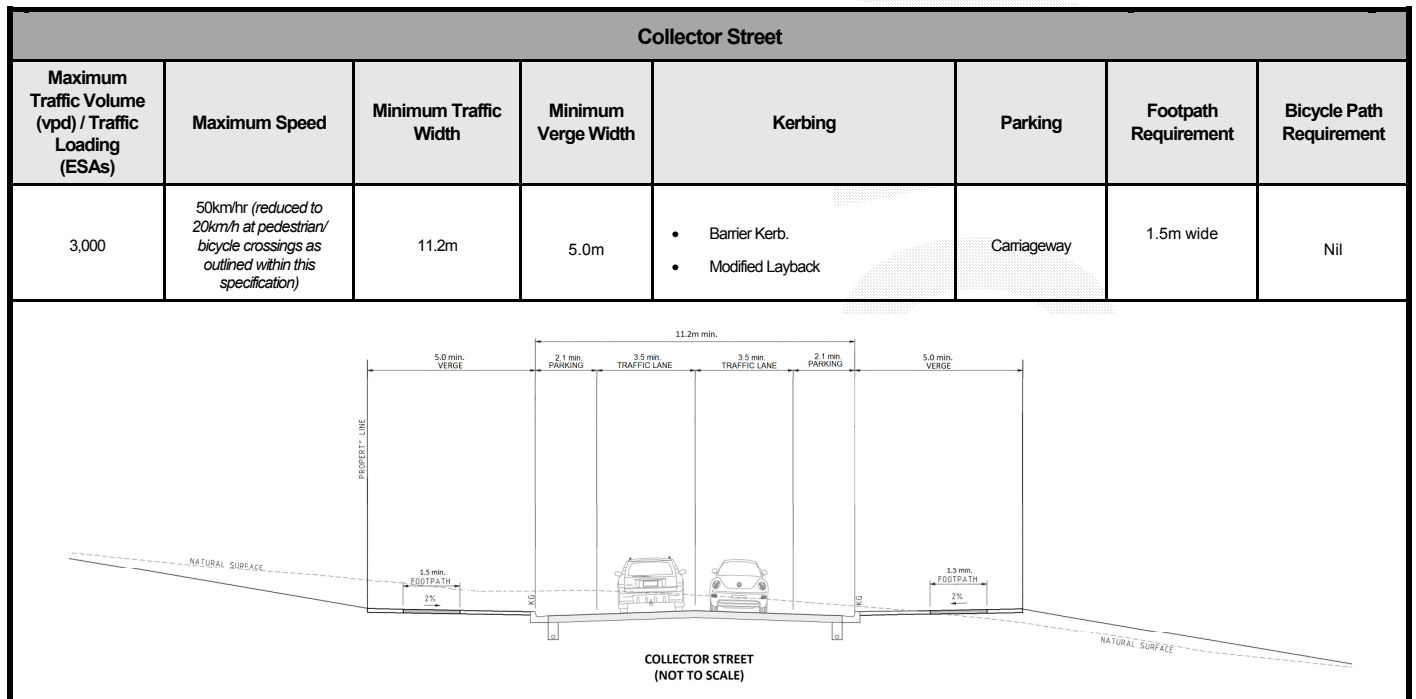 Collector Street
Maximum
Traffic Volume
(vpd) / Traffic
Loading
(ESAs)
Maximum Speed
Minimum Traffic
Width
Minimum
Verge Width
Kerbing
Parking
Footpath
Requirement
Bicycle Path
Requirement
3,000
50km/hr (reduced to
20km/h at pedestrian/
bicycle crossings as
outlined within this
specification)
11.2m
5.0m
• Barrier Kerb.
• Modified Layback
Carriageway
1.5m wide
Nil
11.2m min.
5.0 min.
VERGE
2.1 min.
PARKING
3.5 min.
TRAFFIC LANE
3.5 min.
TRAFFIC LANE
2.1 min.
PARKING
5.0 min.
VERGE
PROPERTY LINE
NATURAL SURFACE
1.5 min.
FOOTPATH
2%
KG
KG
1.5 min.
FOOTPATH
2%
NATURAL SURFACE
COLLECTOR STREET
(NOT TO SCALE)